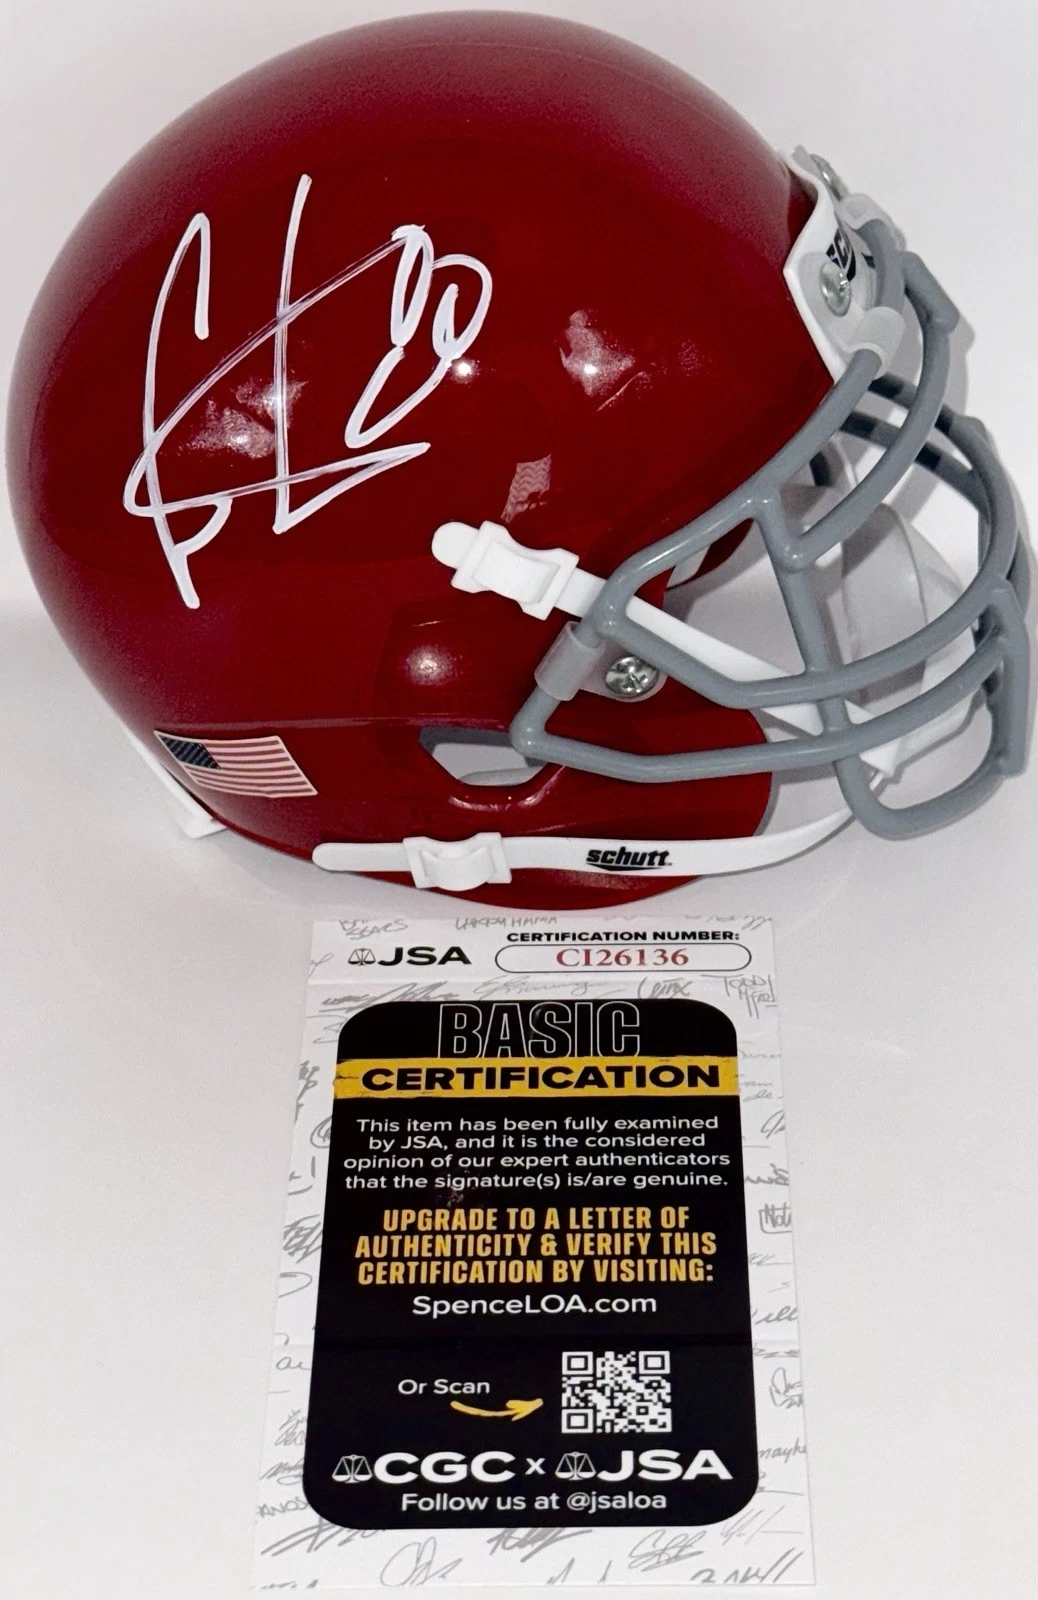 schutt
JSA
CERTIFICATION NUMBER:
CI26136
BASIC
CERTIFICATION
This item has been fully examined
by JSA, and it is the considered
opinion of our expert authenticators
that the signature(s) is/are genuine.
UPGRADE TO A LETTER OF
AUTHENTICITY & VERIFY THIS
CERTIFICATION BY VISITING:
SpenceLOA.com
Or Scan
CGC x JSA
Follow us at @jsaloa